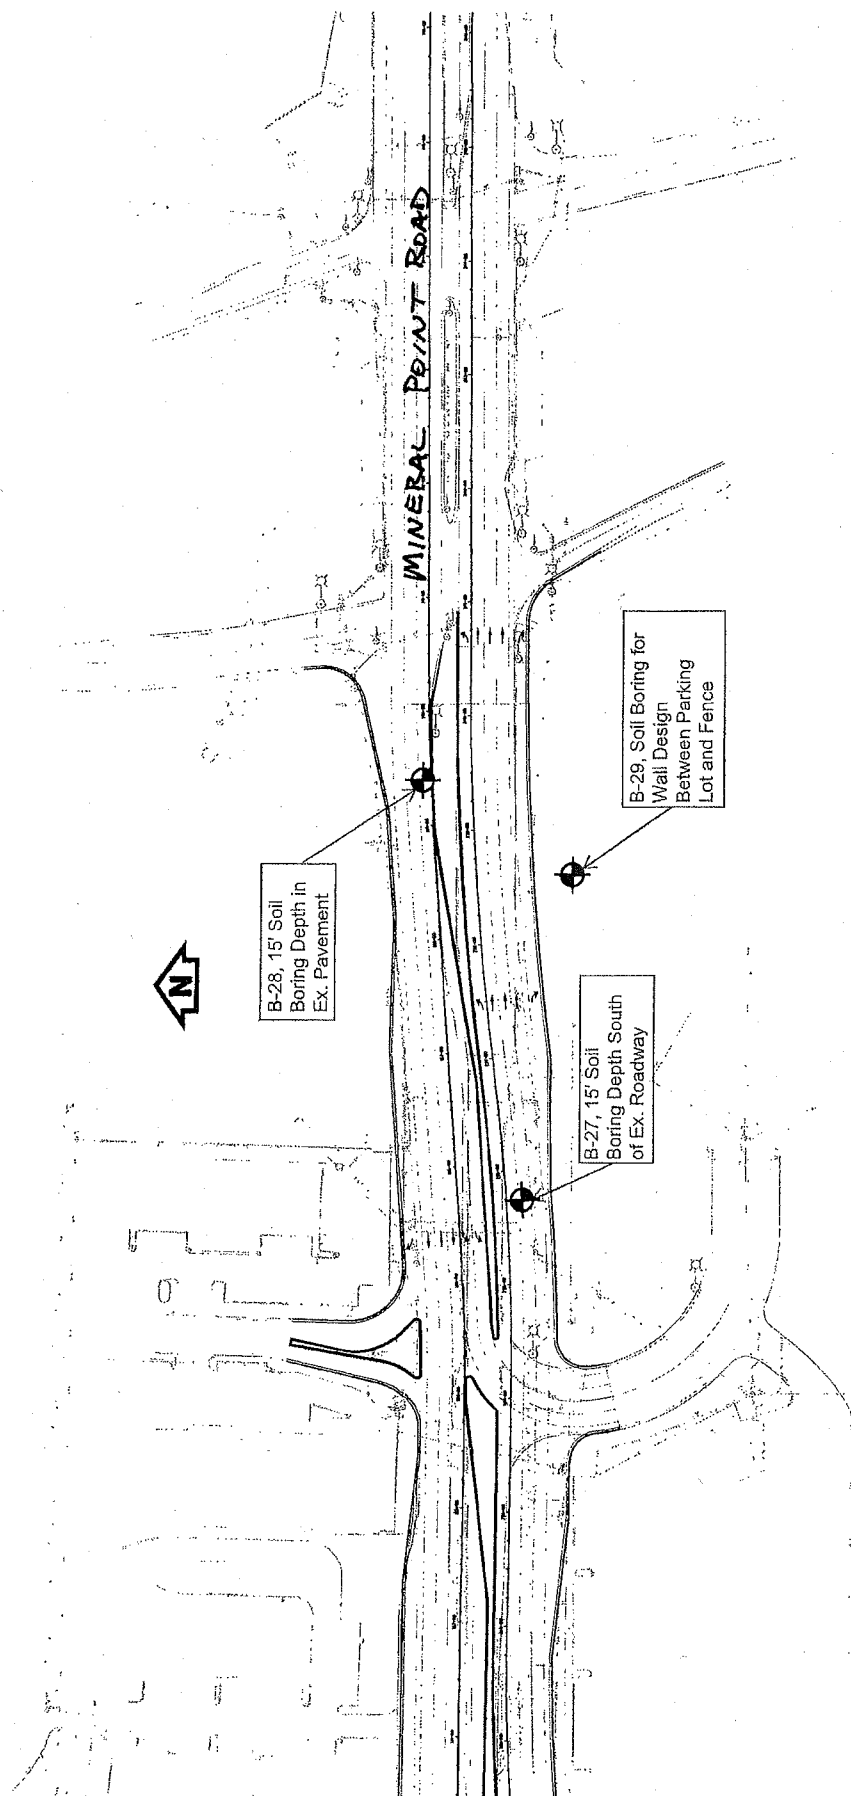 MINERAL POINT ROAD
B-28, 15' Soil
Boring Depth in
Ex. Pavement
N
B-29, Soil Boring for
Wall Design
Between Parking
Lot and Fence
B-27, 15' Soil
Boring Depth South
of Ex. Roadway